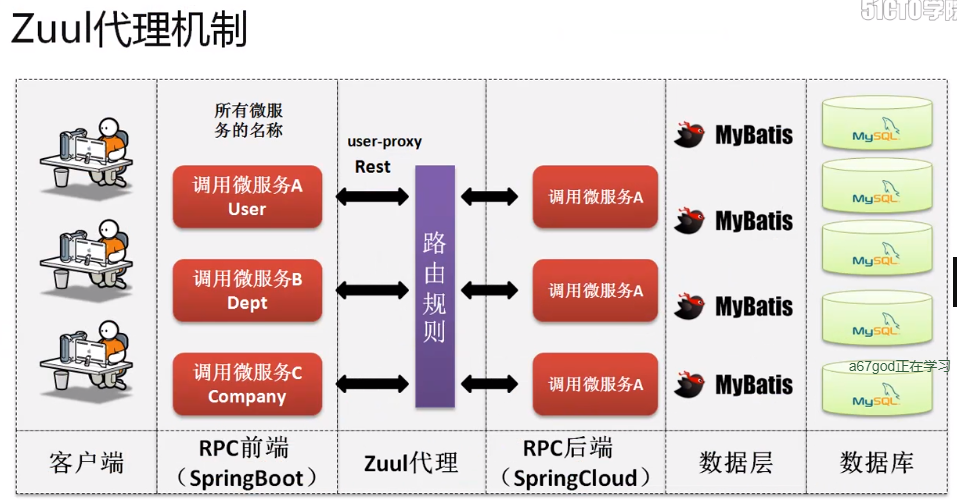 51CTO学院
Zuul代理机制
所有微服
务的名称
user-proxy
Rest
调用微服务A
User
调用微服务B
Dept
调用微服务C
Company
路由规则
调用微服务A
调用微服务A
调用微服务A
MyBatis
MyBatis
MyBatis
MyBatis
MySQL
MySQL
MySQL
MySQL
MySQL
a67god正在学习
客户端
RPC前端
（SpringBoot）
Zuul代理
RPC后端
（SpringCloud）
数据层
数据库